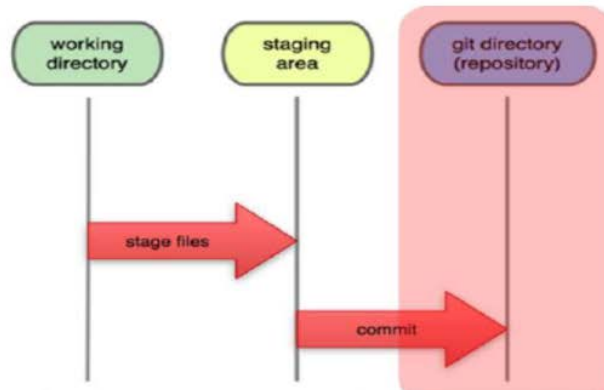 working
directory
staging
area
git directory
(repository)
stage files
commit